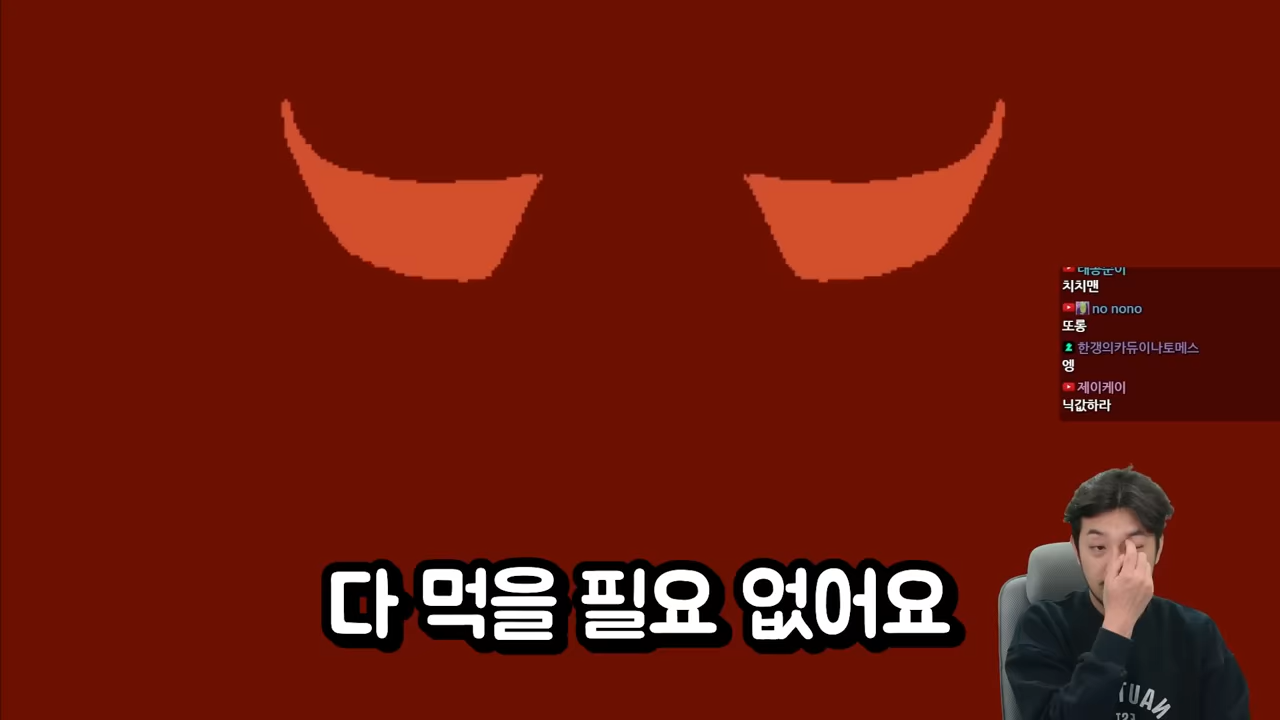 치치맨
no nono
또롱
한갱의카듀이나토메스
엥
제이케이
닉값하라
다 먹을 필요 없어요